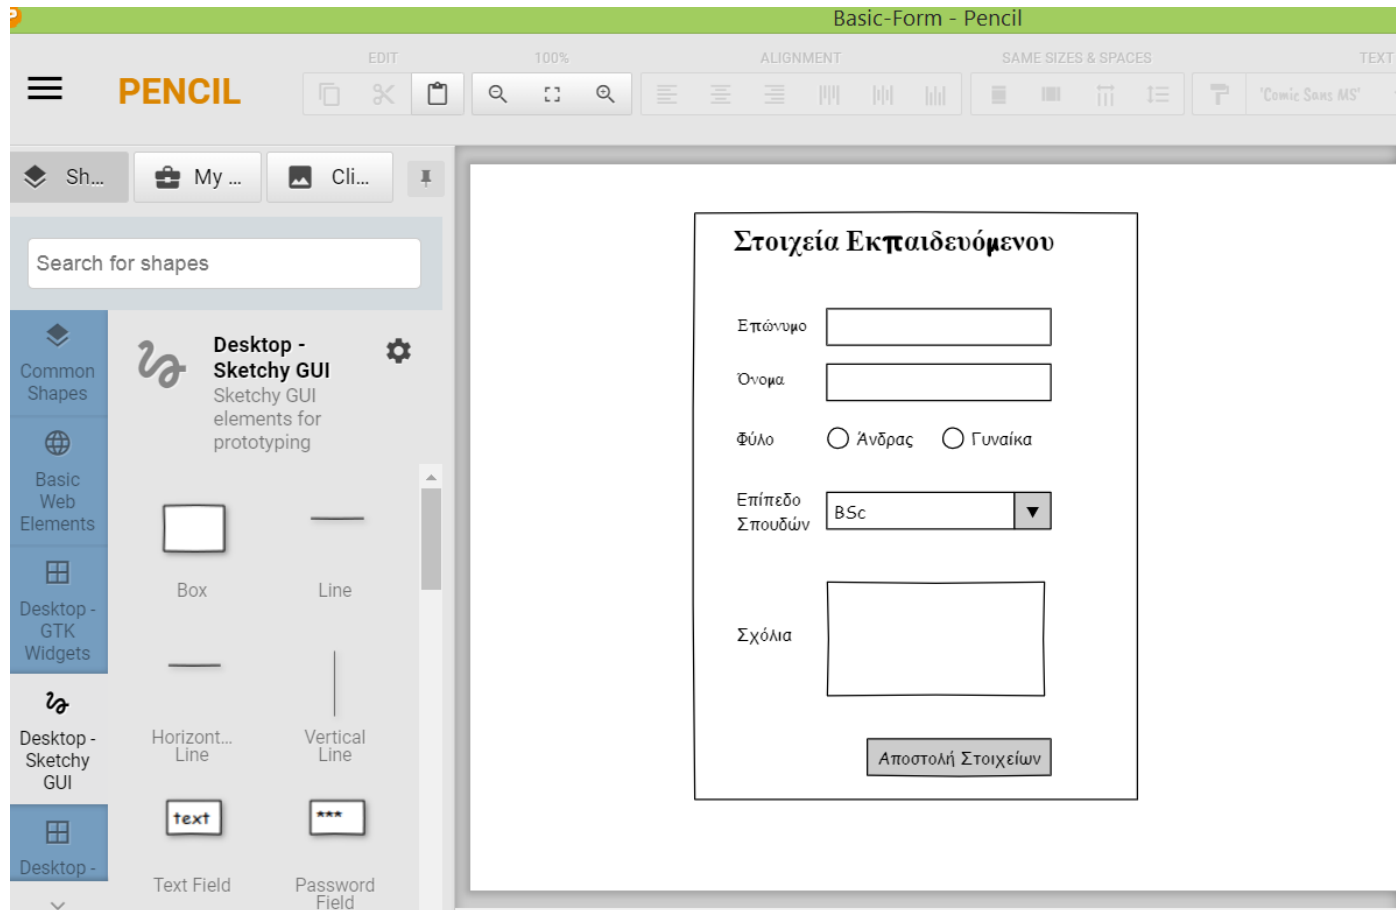 Basic-Form - Pencil
EDIT
100%
ALIGNMENT
SAME SIZES & SPACES
TEXT
PENCIL
'Comic Sans MS'
Sh...
My ...
Cli...
Search for shapes
Common
Shapes
Basic
Web
Elements
Desktop -
GTK
Widgets
Desktop -
Sketchy
GUI
Desktop -
Desktop -
Sketchy GUI
Sketchy GUI
elements for
prototyping
Box
Line
Horizont...
Line
Vertical
Line
text
***
Text Field
Password
Field
Στοιχεία Εκπαιδευόμενου
Επώνυμο
Όνομα
Φύλο
Άνδρας
Γυναίκα
Επίπεδο
Σπουδών
BSc
Σχόλια
Αποστολή Στοιχείων